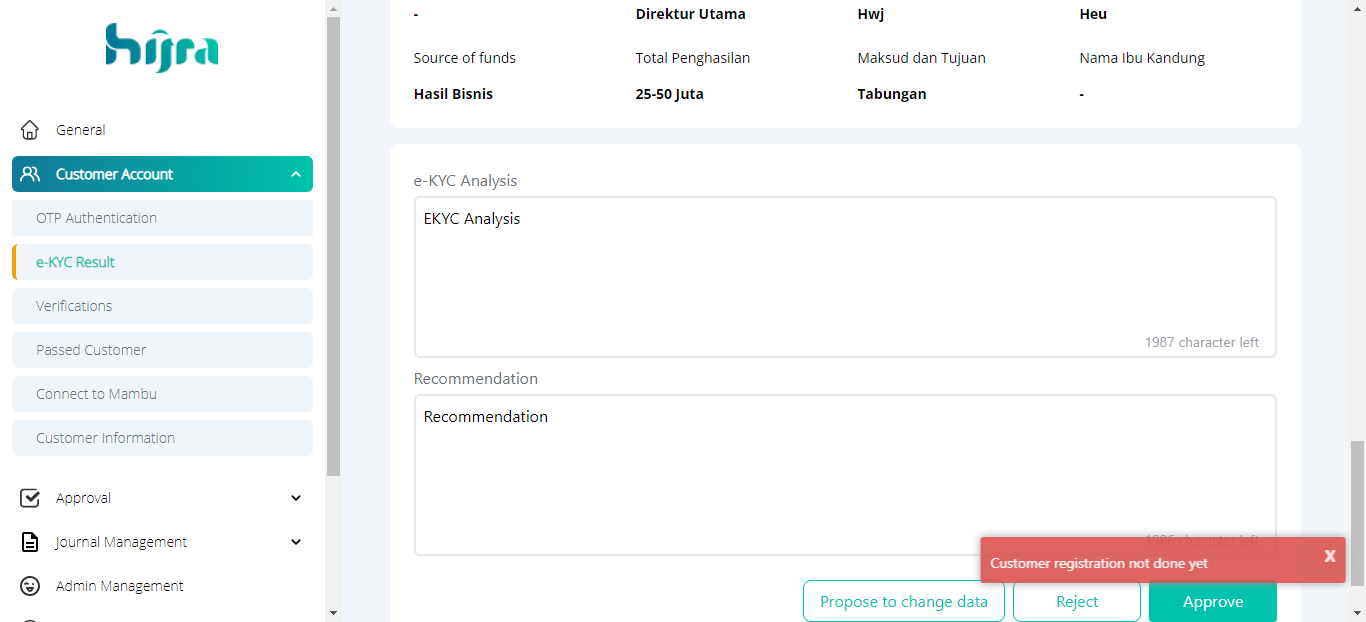 hijra
General
Customer Account
OTP Authentication
e-KYC Result
Verifications
Passed Customer
Connect to Mambu
Customer Information
Approval
Journal Management
Admin Management
- Direktur Utama Hwj Heu
Source of funds Total Penghasilan Maksud dan Tujuan Nama Ibu Kandung
Hasil Bisnis 25-50 Juta Tabungan -
e-KYC Analysis
EKYC Analysis
1987 character left
Recommendation
Recommendation
1986 character left
Customer registration not done yet x
Propose to change data Reject Approve